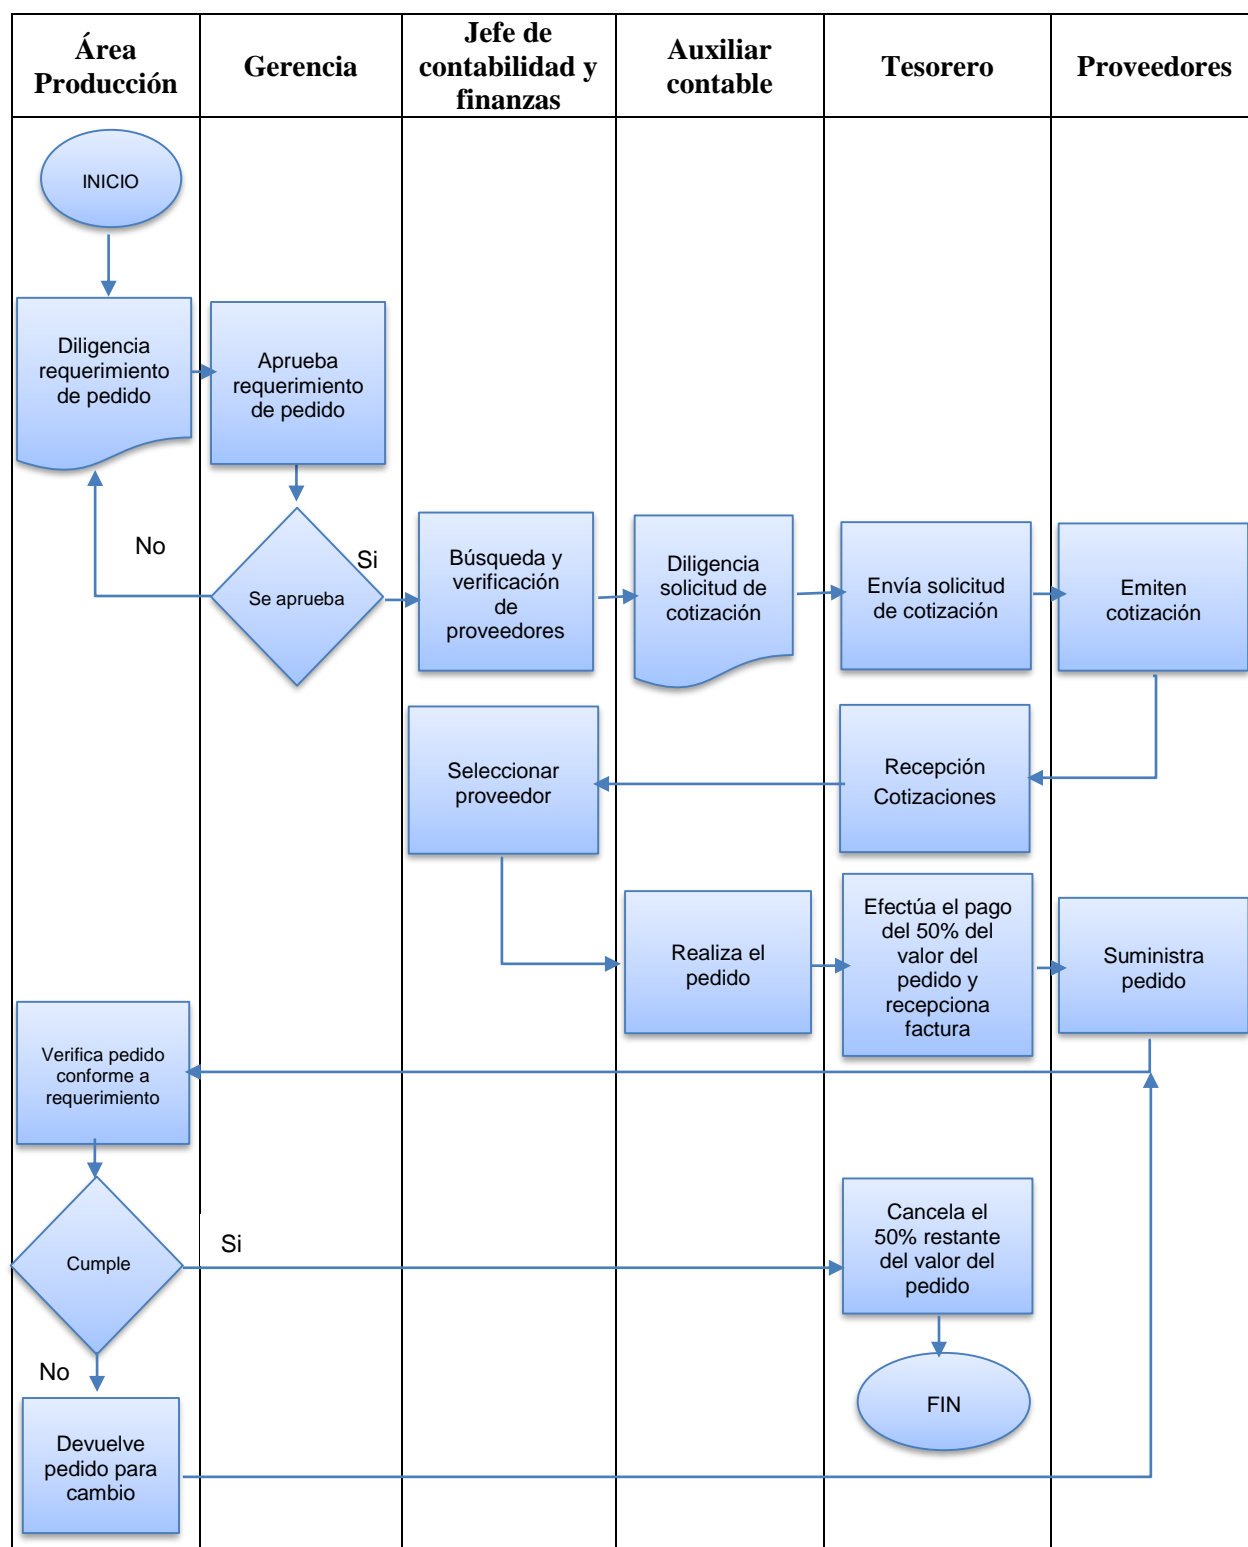 Área
Producción
Gerencia
Jefe de
contabilidad y
finanzas
Auxiliar
contable
Tesorero
Proveedores
INICIO
Diligencia
requerimiento
de pedido
Aprueba
requerimiento
de pedido
No
Se aprueba
Si
Búsqueda y
verificación
de
proveedores
Diligencia
solicitud de
cotización
Envía solicitud
de cotización
Emiten
cotización
Seleccionar
proveedor
Recepción
Cotizaciones
Realiza el
pedido
Efectúa el pago
del 50% del
valor del
pedido y
recepciona
factura
Suministra
pedido
Verifica pedido
conforme a
requerimiento
Cumple
Si
Cancela el
50% restante
del valor del
pedido
No
FIN
Devuelve
pedido para
cambio